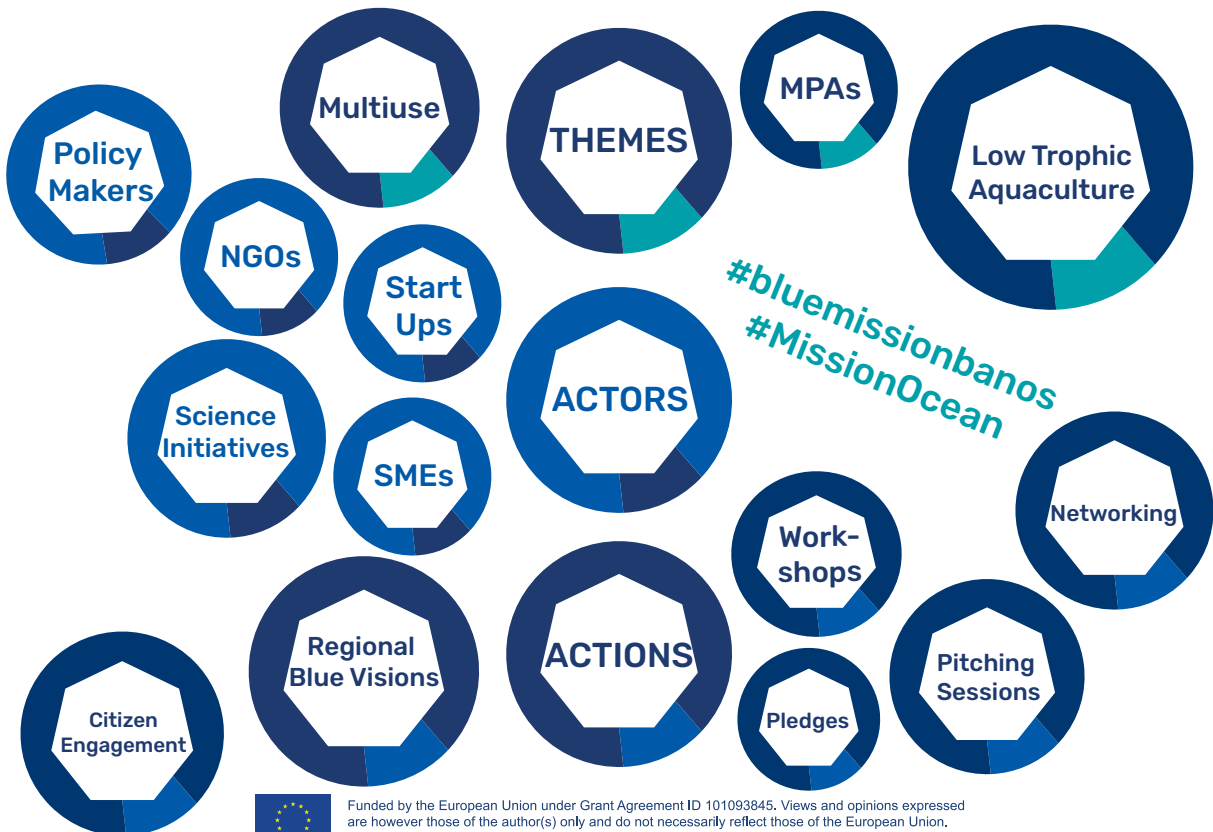 Multiuse
THEMES
MPAs
Low Trophic
Aquaculture
Policy
Makers
NGOs
Start
Ups
#bluemissionbanos
#MissionOcean
Science
Initiatives
SMEs
ACTORS
Work-
shops
Networking
Regional
Blue Visions
ACTIONS
Pitching
Sessions
Citizen
Engagement
Pledges
Funded by the European Union under Grant Agreement ID 101093845. Views and opinions expressed
are however those of the author(s) only and do not necessarily reflect those of the European Union.